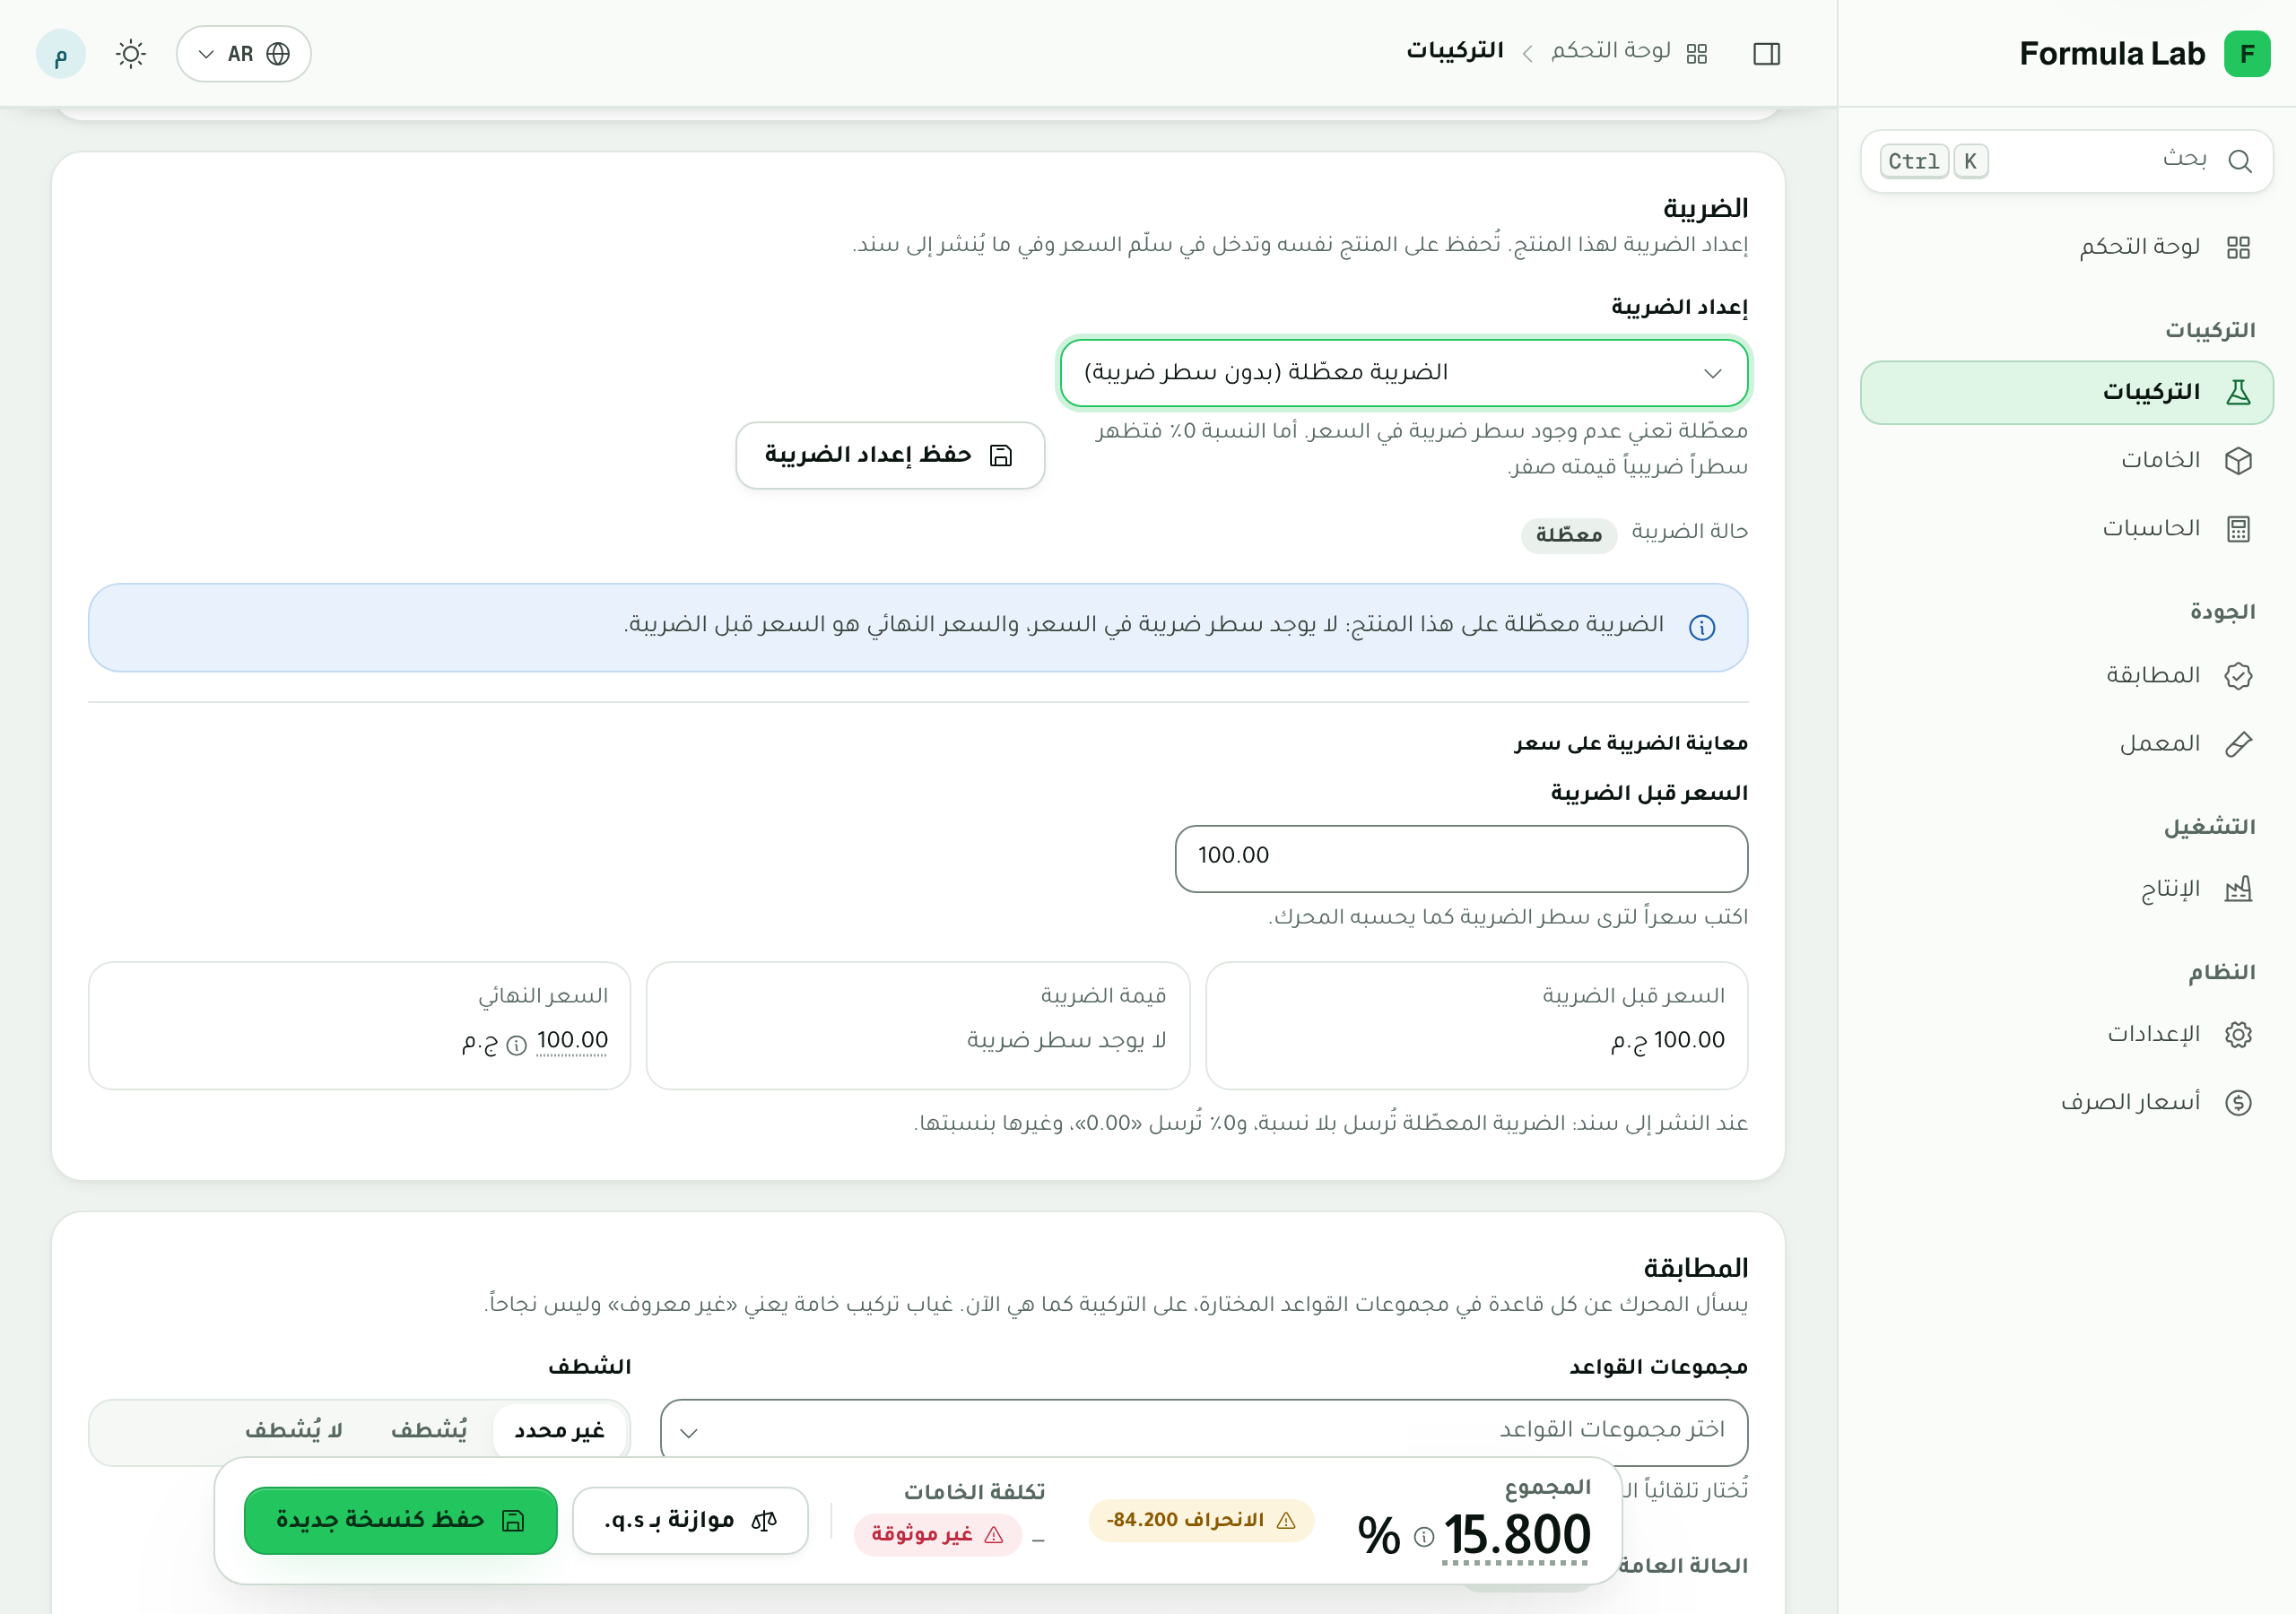 Formula Lab
F
لوحة التحكم
التركيبات
AR
م
بحث
Ctrl K
لوحة التحكم
التركيبات
التركيبات
الخامات
الحاسبات
الجودة
المطابقة
المعمل
التشغيل
الإنتاج
النظام
الإعدادات
أسعار الصرف
الضريبة
إعداد الضريبة لهذا المنتج. تُحفظ على المنتج نفسه وتدخل في سلّم السعر وفي ما يُنشر إلى سند.
إعداد الضريبة
الضريبة معطّلة (بدون سطر ضريبة)
معطّلة تعني عدم وجود سطر ضريبة في السعر. أما النسبة 0٪ فتظهر
سطراً ضريبياً قيمته صفر.
حفظ إعداد الضريبة
حالة الضريبة معطّلة
الضريبة معطّلة على هذا المنتج: لا يوجد سطر ضريبة في السعر، والسعر النهائي هو السعر قبل الضريبة.
معاينة الضريبة على سعر
السعر قبل الضريبة
100.00
اكتب سعراً لترى سطر الضريبة كما يحسبه المحرك.
السعر قبل الضريبة
100.00 ج.م
قيمة الضريبة
لا يوجد سطر ضريبة
السعر النهائي
100.00 ج.م
عند النشر إلى سند: الضريبة المعطّلة تُرسل بلا نسبة، و0٪ تُرسل «0.00»، وغيرها بنسبتها.
المطابقة
يسأل المحرك عن كل قاعدة في مجموعات القواعد المختارة، على التركيبة كما هي الآن. غياب تركيب خامة يعني «غير معروف» وليس نجاحاً.
مجموعات القواعد
اختر مجموعات القواعد
الشطف
غير محدد
يُشطف
لا يُشطف
تُختار تلقائياً
الحالة العامة
المجموع
15.800 %
الانحراف 84.200-
تكلفة الخامات
— غير موثوقة
موازنة بـ q.s.
حفظ كنسخة جديدة